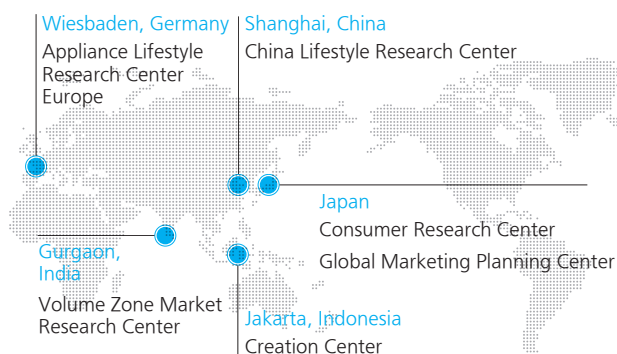 Wiesbaden, Germany
Appliance Lifestyle
Research Center
Europe
Shanghai, China
China Lifestyle Research Center
Japan
Consumer Research Center
Global Marketing Planning Center
Gurgaon,
India
Volume Zone Market
Research Center
Jakarta, Indonesia
Creation Center